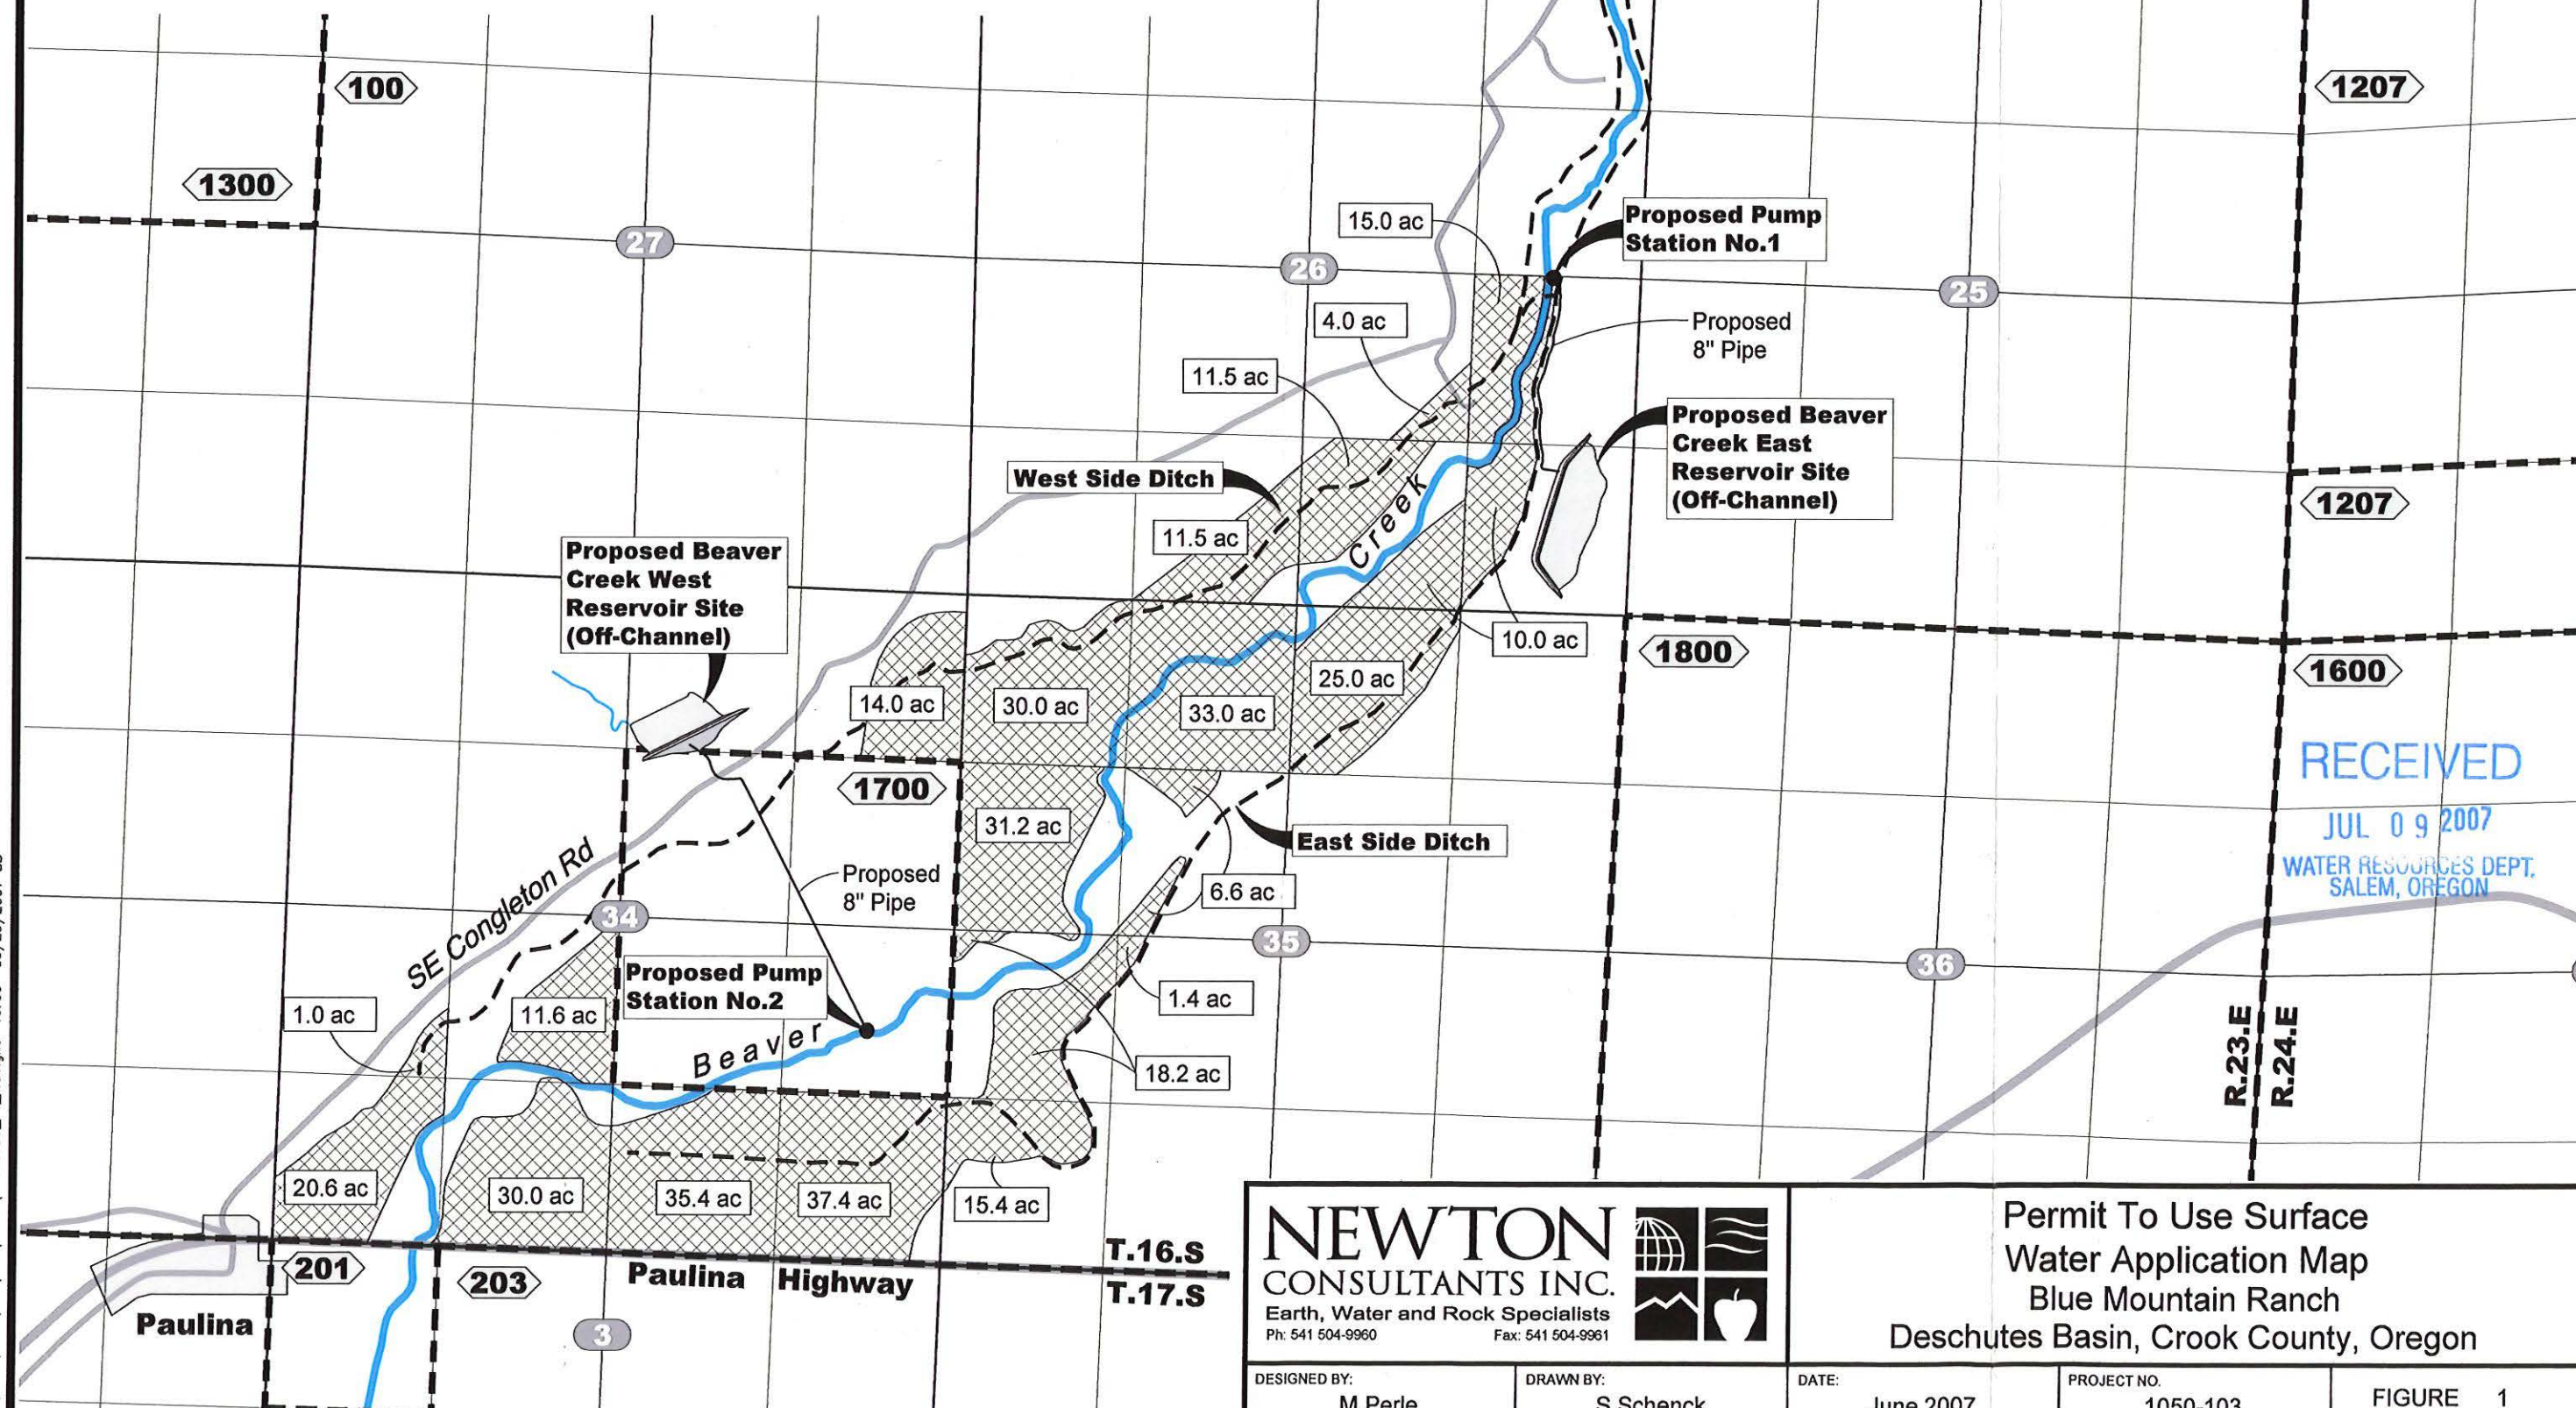 100
1207
1300
27
15.0 ac
Proposed Pump
Station No.1
26
25
4.0 ac
Proposed
8" Pipe
11.5 ac
Proposed Beaver
Creek East
Reservoir Site
(Off-Channel)
West Side Ditch
Creek
1207
11.5 ac
Proposed Beaver
Creek West
Reservoir Site
(Off-Channel)
10.0 ac
1800
1600
25.0 ac
14.0 ac
30.0 ac
33.0 ac
RECEIVED
JUL 09 2007
WATER RESOURCES DEPT.
SALEM, OREGON
1700
31.2 ac
East Side Ditch
SE Congleton Rd
Proposed
8" Pipe
6.6 ac
34
35
36
Proposed Pump
Station No.2
1.4 ac
1.0 ac
11.6 ac
Beaver
18.2 ac
R.23.E
R.24.E
20.6 ac
30.0 ac
35.4 ac
37.4 ac
15.4 ac
T.16.S
T.17.S
201
203
Paulina Highway
Paulina
3
NEWTON
CONSULTANTS INC.
Earth, Water and Rock Specialists
Ph: 541 504-9960 Fax: 541 504-9961
Permit To Use Surface
Water Application Map
Blue Mountain Ranch
Deschutes Basin, Crook County, Oregon
DESIGNED BY:
M.Perle
DRAWN BY:
S.Schenck
DATE:
June 2007
PROJECT NO.
1050-103
FIGURE 1